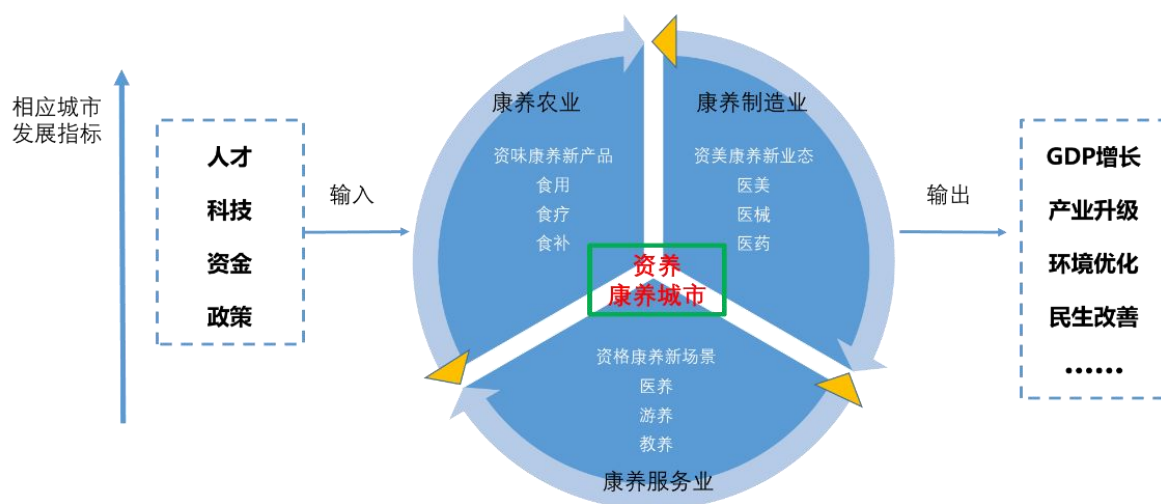 相应城市
发展指标
人才
科技
资金
政策
输入
康养农业
资味康养新产品
食用
食疗
食补
康养制造业
资美康养新业态
医美
医械
医药
资养
康养城市
资格康养新场景
医养
游养
教养
康养服务业
输出
GDP增长
产业升级
环境优化
民生改善
······